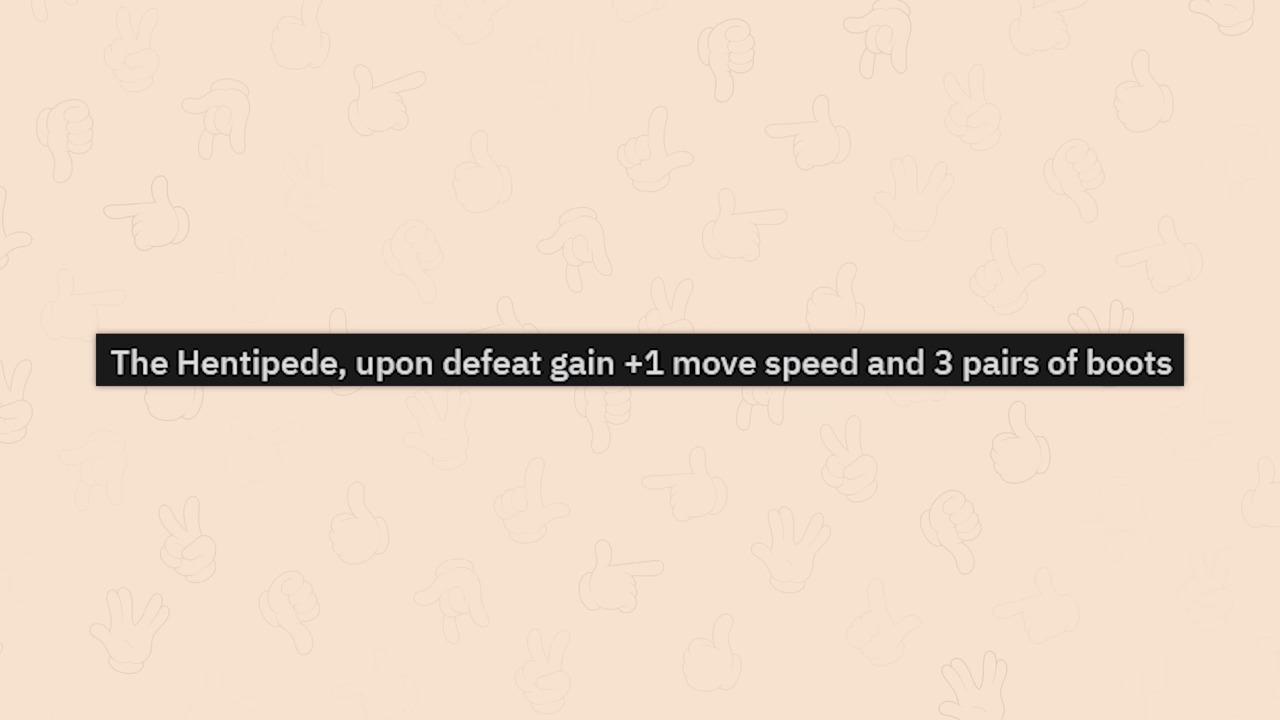 The Hentipede, upon defeat gain +1 move speed and 3 pairs of boots